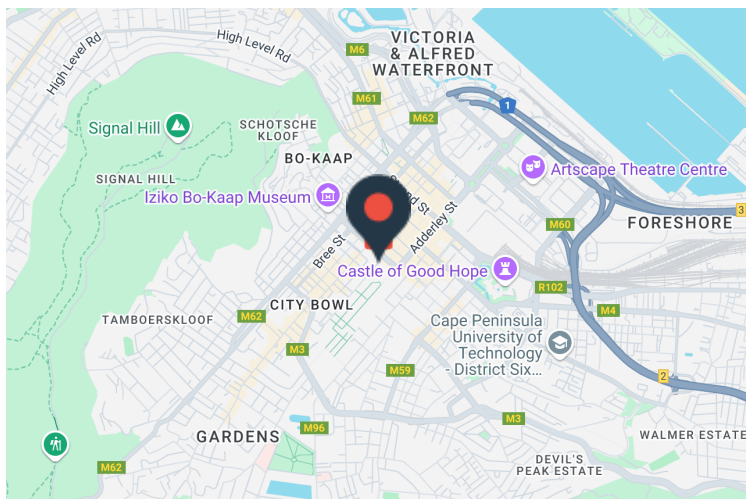 High Level Rd
High Level Rd
M6
VICTORIA
& ALFRED
WATERFRONT
M61
1
M62
Signal Hill
SCHOTSCHE
KLOOF
BO-KAAP
Artscape Theatre Centre
SIGNAL HILL
Iziko Bo-Kaap Museum
3
Adderley St
M60
FORESHORE
Bree St
Castle of Good Hope
R102
CITY BOWL
M4
TAMBOERSKLOOF
M62
Cape Peninsula
University of
Technology
- District Six...
M3
M59
2
M3
M96
GARDENS
WALMER ESTATE
M62
DEVIL'S
PEAK ESTATE